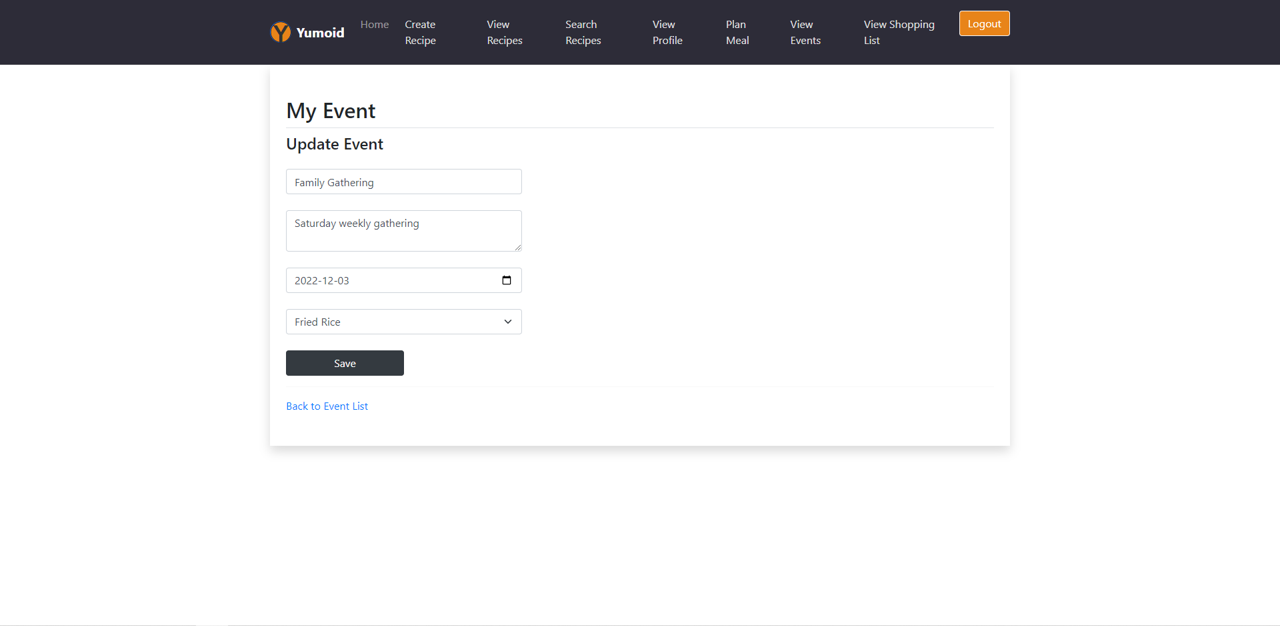 Yumoid
Home
Create
Recipe
View
Recipes
Search
Recipes
View
Profile
Plan
Meal
View
Events
View Shopping
List
Logout
My Event
Update Event
Family Gathering
Saturday weekly gathering
2022-12-03
Fried Rice
Save
Back to Event List